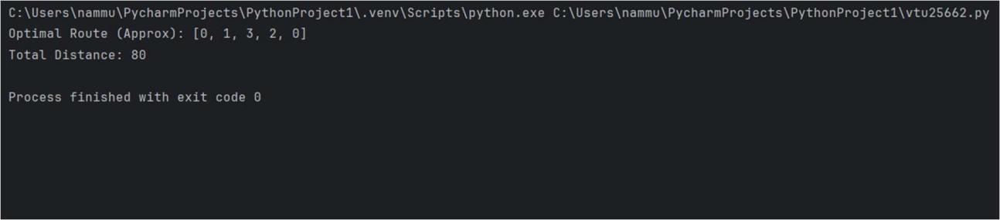 C:\Users\nammu\PycharmProjects\PythonProject1\.venv\Scripts\python.exe C:\Users\nammu\PycharmProjects\PythonProject1\vtu25662.py
Optimal Route (Approx): [0, 1, 3, 2, 0]
Total Distance: 80
Process finished with exit code 0